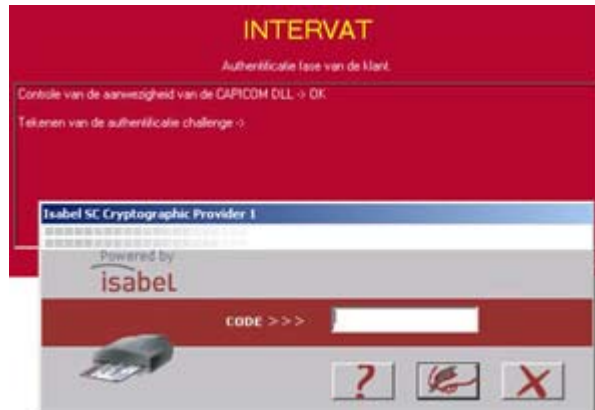 INTERVAT
Authentificatie fase van de klant.
Controle van de aanwezigheid van de CAPICOM DLL -> OK
Tekenen van de authentificatie challenge ->
Isabel SC Cryptographic Provider 1
Powered by
isabel
CODE >>>
?
X